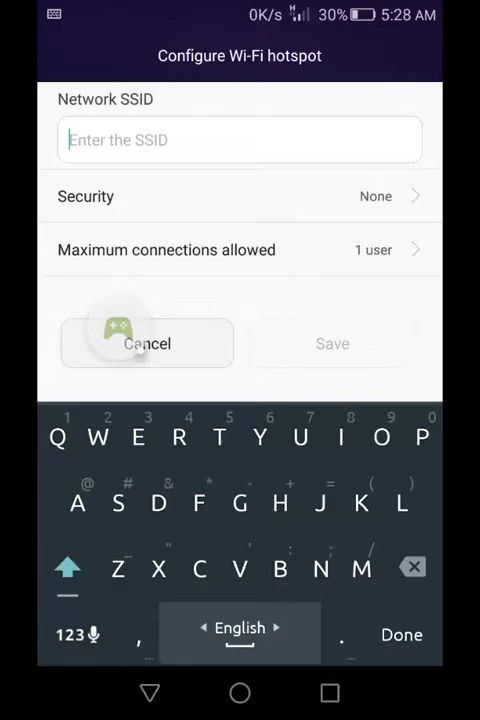 0K/s H 30% 5:28 AM
Configure Wi-Fi hotspot
Network SSID
Enter the SSID
Security None
Maximum connections allowed 1 user
Cancel Save
1 2 3 4 5 6 7 8 9 0
Q W E R T Y U I O P
@ # & * - + = ( )
A S D F G H J K L
_ " ' : ; /
Z X C V B N M
123 , English . Done